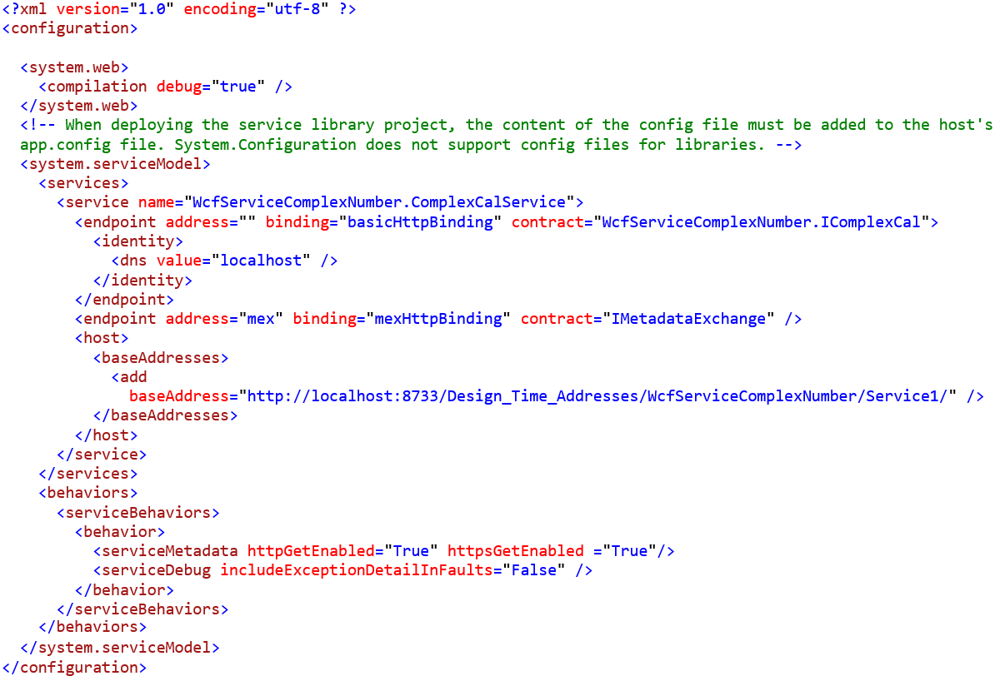 <?xml version="1.0" encoding="utf-8" ?>
<configuration>

  <system.web>
    <compilation debug="true" />
  </system.web>
  <!-- When deploying the service library project, the content of the config file must be added to the host's
  app.config file. System.Configuration does not support config files for libraries. -->
  <system.serviceModel>
    <services>
      <service name="WcfServiceComplexNumber.ComplexCalService">
        <endpoint address="" binding="basicHttpBinding" contract="WcfServiceComplexNumber.IComplexCal">
          <identity>
            <dns value="localhost" />
          </identity>
        </endpoint>
        <endpoint address="mex" binding="mexHttpBinding" contract="IMetadataExchange" />
        <host>
          <baseAddresses>
            <add
              baseAddress="http://localhost:8733/Design_Time_Addresses/WcfServiceComplexNumber/Service1/" />
          </baseAddresses>
        </host>
      </service>
    </services>
    <behaviors>
      <serviceBehaviors>
        <behavior>
          <serviceMetadata httpGetEnabled="True" httpsGetEnabled ="True"/>
          <serviceDebug includeExceptionDetailInFaults="False" />
        </behavior>
      </serviceBehaviors>
    </behaviors>
  </system.serviceModel>
</configuration>